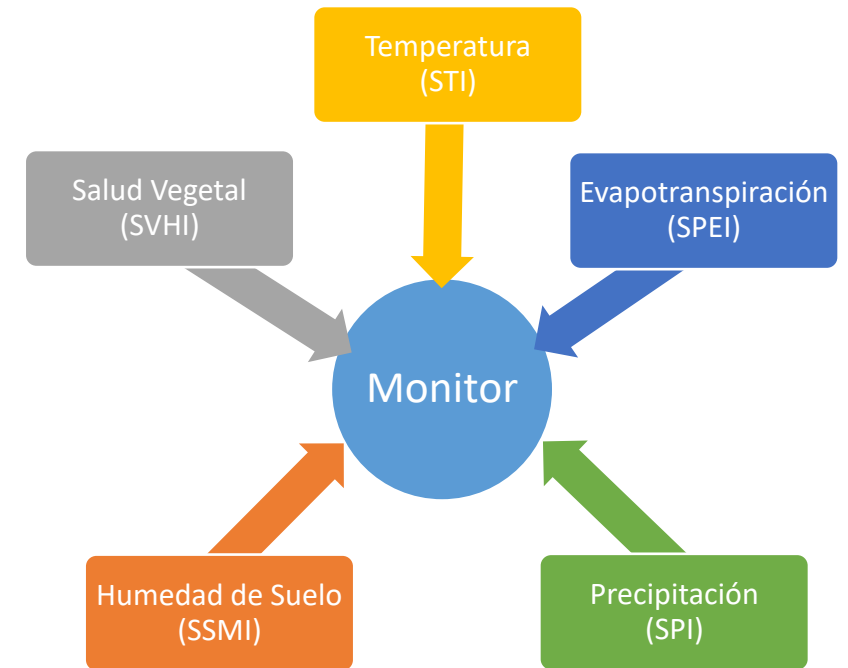 Temperatura
(STI)
Salud Vegetal
(SVHI)
Evapotranspiración
(SPEI)
Monitor
Humedad de Suelo
(SSMI)
Precipitación
(SPI)